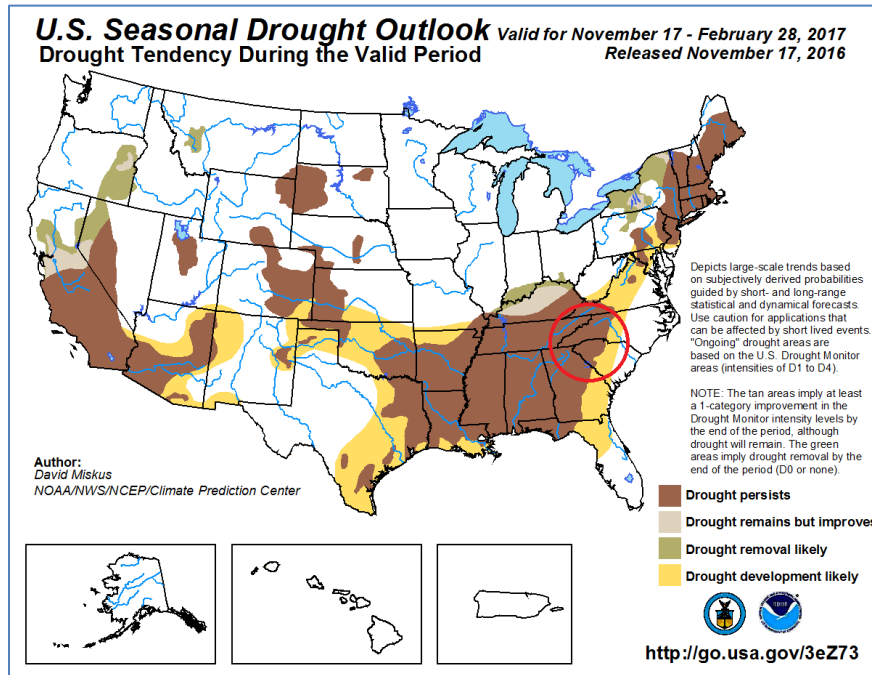 U.S. Seasonal Drought Outlook Valid for November 17 - February 28, 2017
Drought Tendency During the Valid Period Released November 17, 2016
Depicts large-scale trends based
on subjectively derived probabilities
guided by short- and long-range
statistical and dynamical forecasts.
Use caution for applications that
can be affected by short lived events.
"Ongoing" drought areas are
based on the U.S. Drought Monitor
areas (intensities of D1 to D4).
NOTE: The tan areas imply at least
a 1-category improvement in the
Drought Monitor intensity levels by
the end of the period, although
drought will remain. The green
areas imply drought removal by the
end of the period (D0 or none).
Author:
David Miskus
NOAA/NWS/NCEP/Climate Prediction Center
Drought persists
Drought remains but improves
Drought removal likely
Drought development likely
http://go.usa.gov/3eZ73